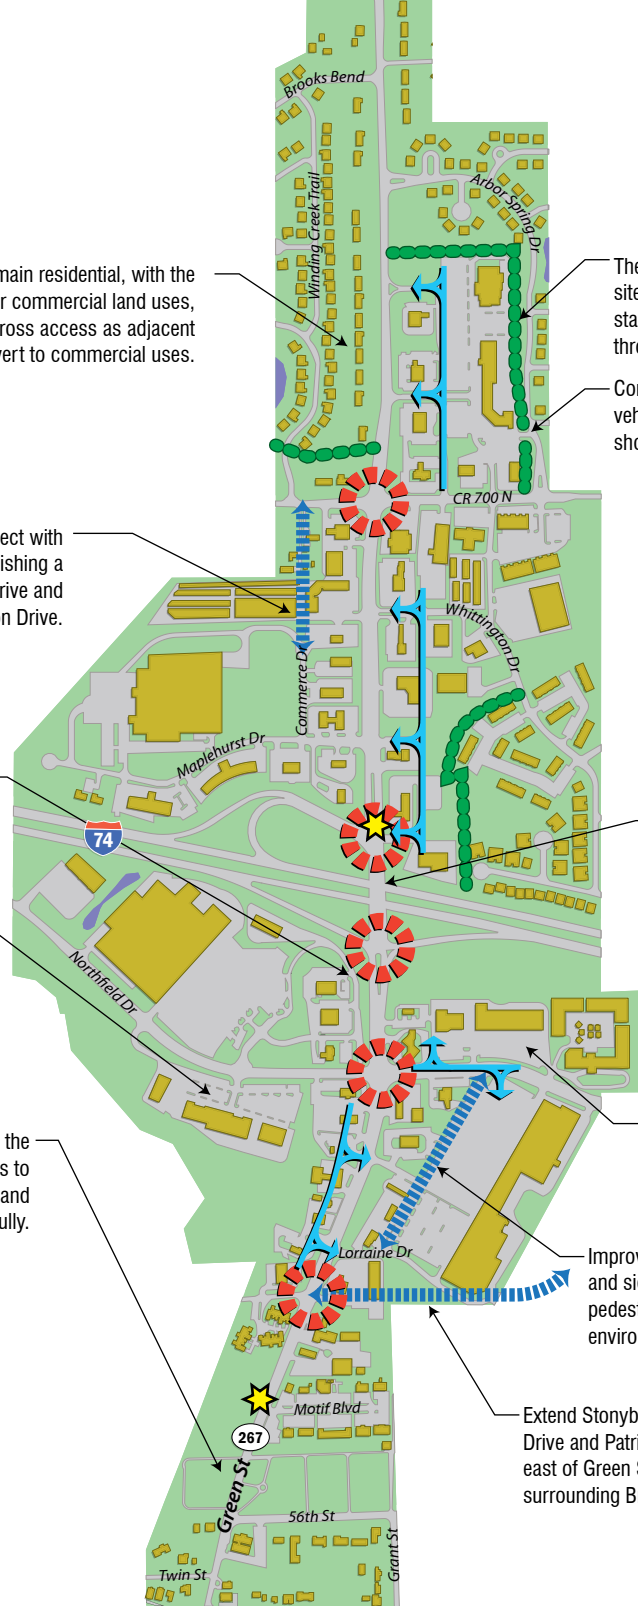 Brooks Bend
Arbor Spring Dr
Winding Creek Trail
main residential, with the
commercial land uses,
ross access as adjacent
vert to commercial uses.
The
site
sta
thro
Con
veh
sho
CR 700 N
ect with
ishing a
rive and
on Drive.
Whittington Dr
Commerce Dr
Maplehurst Dr
74
Northfield Dr
the
s to
and
ully.
Lorraine Dr
Improv
and si
pedest
enviro
Extend Stonyb
Drive and Patri
east of Green S
surrounding B
Motif Blvd
267
Green St
56th St
Grant St
Twin St